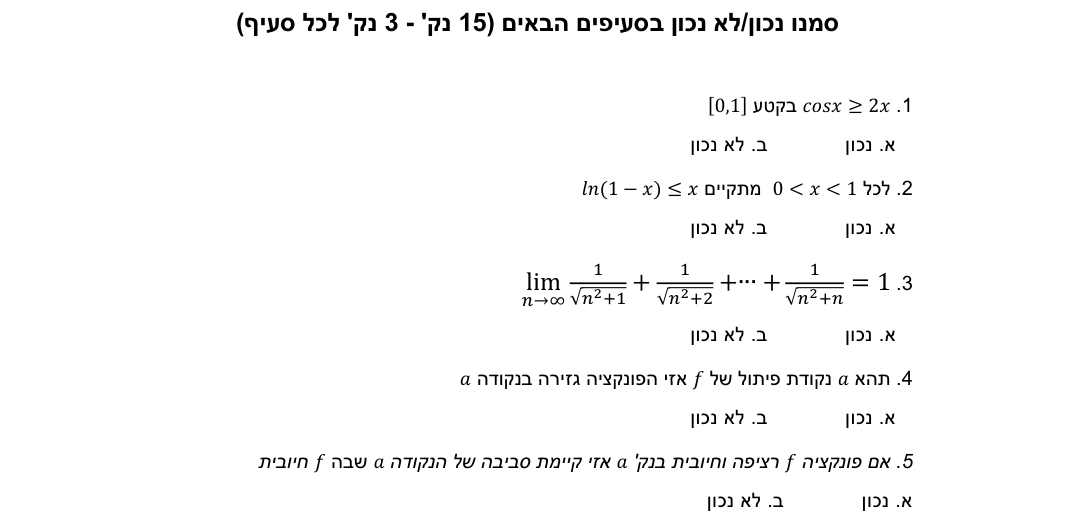 סמנו נכון/לא נכון בסעיפים הבאים (15 נק' - 3 נק' לכל סעיף)
1. cosx ≥ 2x בקטע [0,1]
א. נכון ב. לא נכון
2. לכל 0 < x < 1 מתקיים ln(1 − x) ≤ x
א. נכון ב. לא נכון
3. lim n→∞ 1/√(n²+1) + 1/√(n²+2) + ⋯ + 1/√(n²+n) = 1
א. נכון ב. לא נכון
4. תהא a נקודת פיתול של f אזי הפונקציה גזירה בנקודה a
א. נכון ב. לא נכון
5. אם פונקציה f רציפה וחיובית בנק' a אזי קיימת סביבה של הנקודה a שבה f חיובית
א. נכון ב. לא נכון